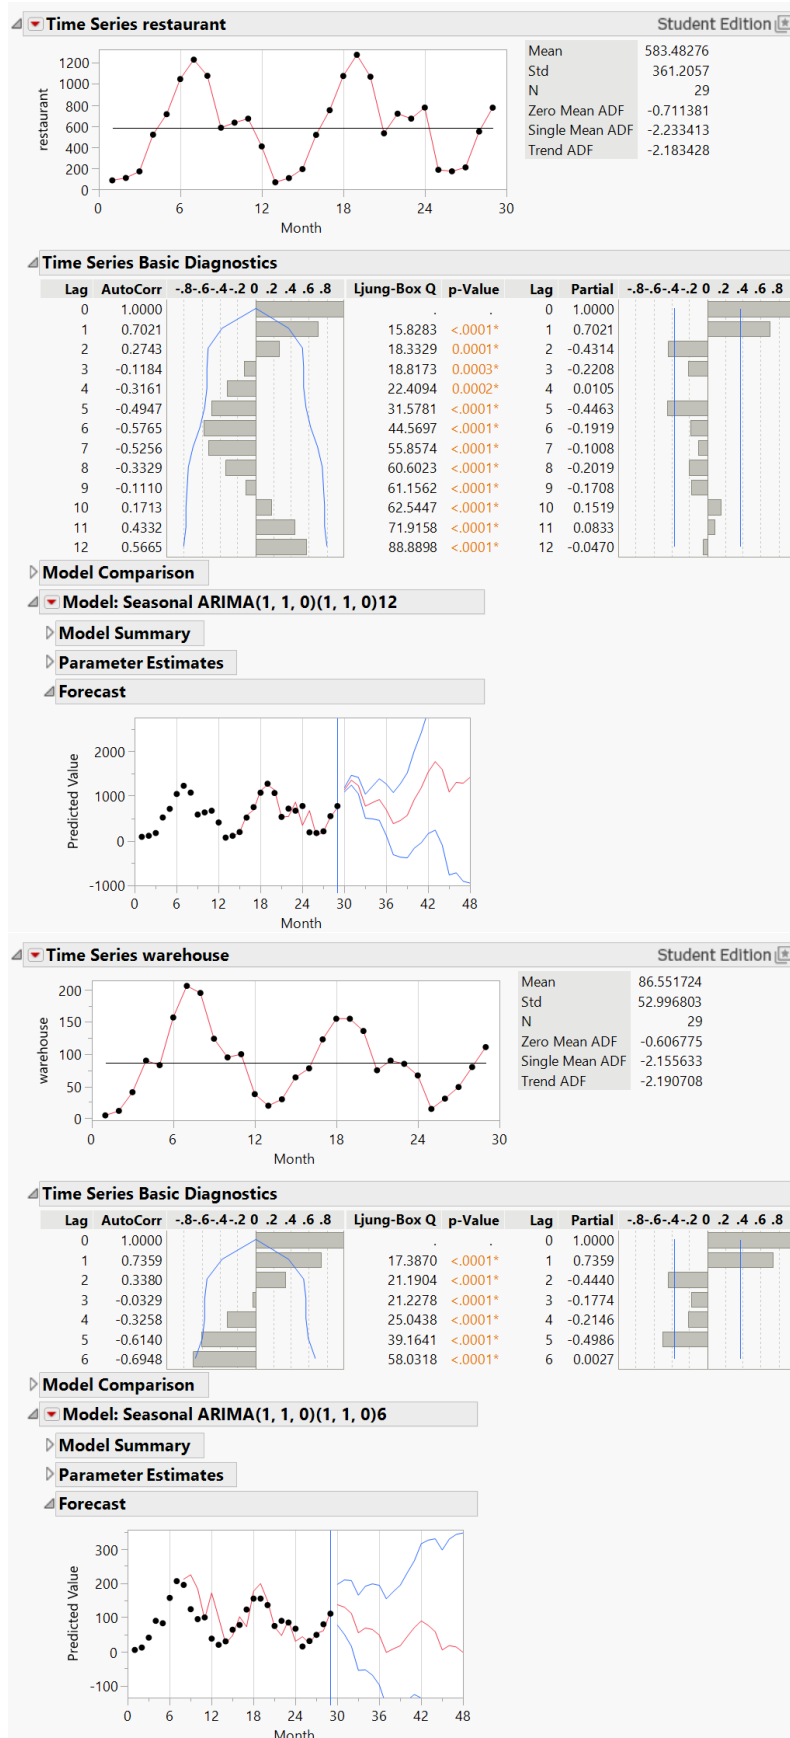 Time Series restaurant Student Edition
Mean 583.48276
Std 361.2057
N 29
Zero Mean ADF -0.711381
Single Mean ADF -2.233413
Trend ADF -2.183428
restaurant
1200
1000
800
600
400
200
0
0 6 12 18 24 30
Month
Time Series Basic Diagnostics
Lag AutoCorr -.8-.6-.4-.2 0 .2 .4 .6 .8 Ljung-Box Q p-Value Lag Partial -.8-.6-.4-.2 0 .2 .4 .6 .8
0 1.0000 . . 0 1.0000
1 0.7021 15.8283 <.0001* 1 0.7021
2 0.2743 18.3329 0.0001* 2 -0.4314
3 -0.1184 18.8173 0.0003* 3 -0.2208
4 -0.3161 22.4094 0.0002* 4 0.0105
5 -0.4947 31.5781 <.0001* 5 -0.4463
6 -0.5765 44.5697 <.0001* 6 -0.1919
7 -0.5256 55.8574 <.0001* 7 -0.1008
8 -0.3329 60.6023 <.0001* 8 -0.2019
9 -0.1110 61.1562 <.0001* 9 -0.1708
10 0.1713 62.5447 <.0001* 10 0.1519
11 0.4332 71.9158 <.0001* 11 0.0833
12 0.5665 88.8898 <.0001* 12 -0.0470
Model Comparison
Model: Seasonal ARIMA(1, 1, 0)(1, 1, 0)12
Model Summary
Parameter Estimates
Forecast
Predicted Value
2000
1000
0
-1000
0 6 12 18 24 30 36 42 48
Month
Time Series warehouse Student Edition
Mean 86.551724
Std 52.996803
N 29
Zero Mean ADF -0.606775
Single Mean ADF -2.155633
Trend ADF -2.190708
warehouse
200
150
100
50
0
0 6 12 18 24 30
Month
Time Series Basic Diagnostics
Lag AutoCorr -.8-.6-.4-.2 0 .2 .4 .6 .8 Ljung-Box Q p-Value Lag Partial -.8-.6-.4-.2 0 .2 .4 .6 .8
0 1.0000 . . 0 1.0000
1 0.7359 17.3870 <.0001* 1 0.7359
2 0.3380 21.1904 <.0001* 2 -0.4440
3 -0.0329 21.2278 <.0001* 3 -0.1774
4 -0.3258 25.0438 <.0001* 4 -0.2146
5 -0.6140 39.1641 <.0001* 5 -0.4986
6 -0.6948 58.0318 <.0001* 6 0.0027
Model Comparison
Model: Seasonal ARIMA(1, 1, 0)(1, 1, 0)6
Model Summary
Parameter Estimates
Forecast
Predicted Value
300
200
100
0
-100
0 6 12 18 24 30 36 42 48
Month